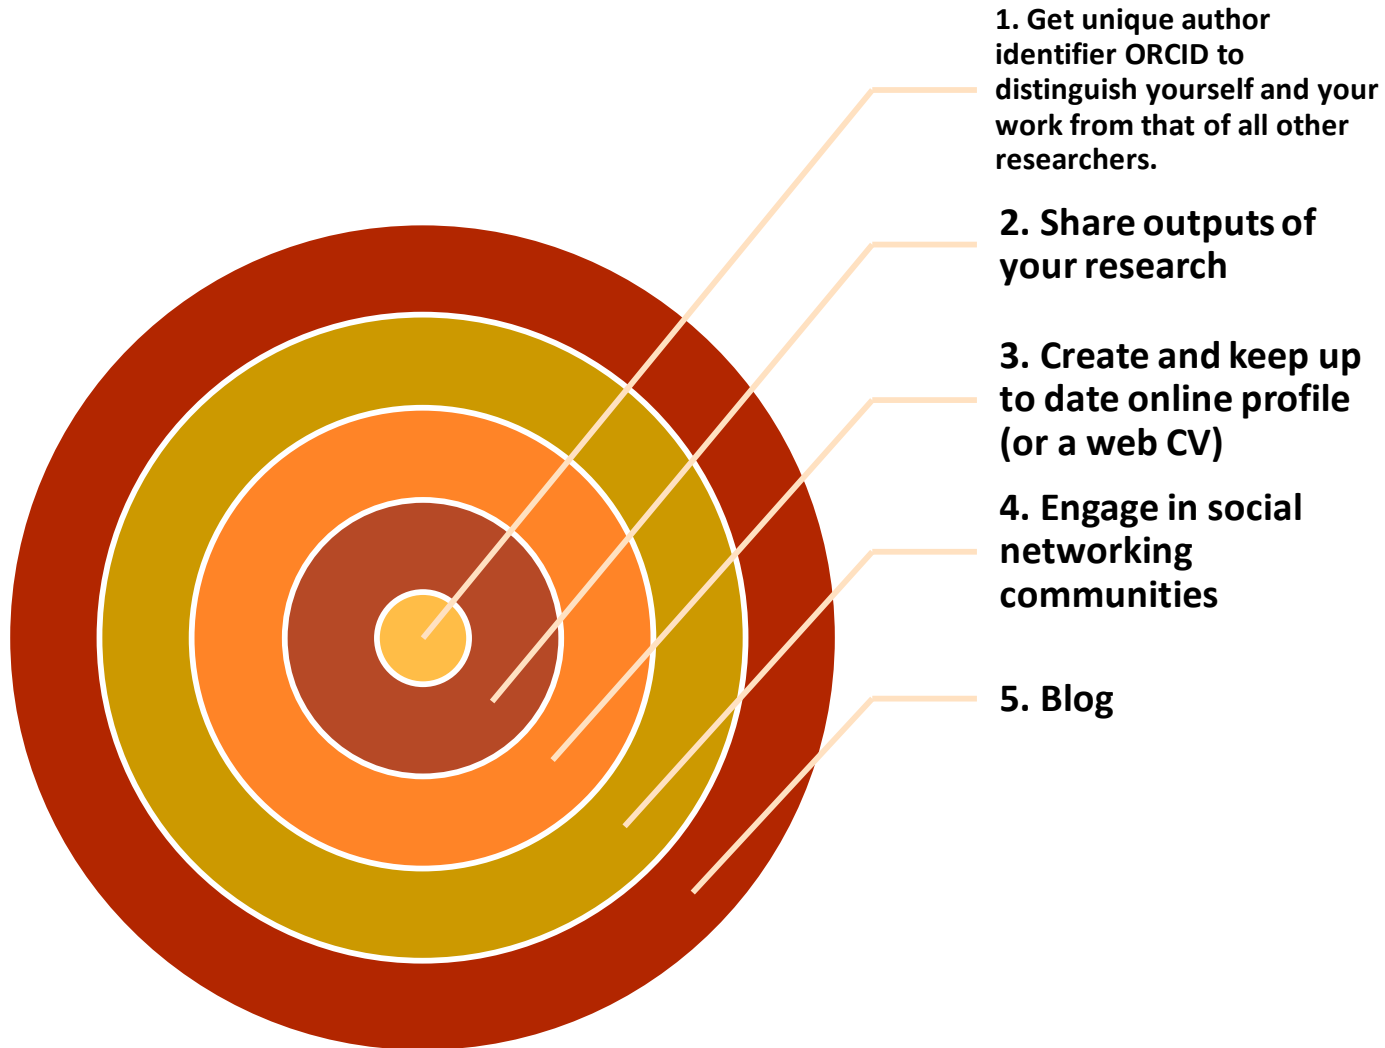 1. Get unique author
identifier ORCID to
distinguish yourself and your
work from that of all other
researchers.
2. Share outputs of
your research
3. Create and keep up
to date online profile
(or a web CV)
4. Engage in social
networking
communities
5. Blog